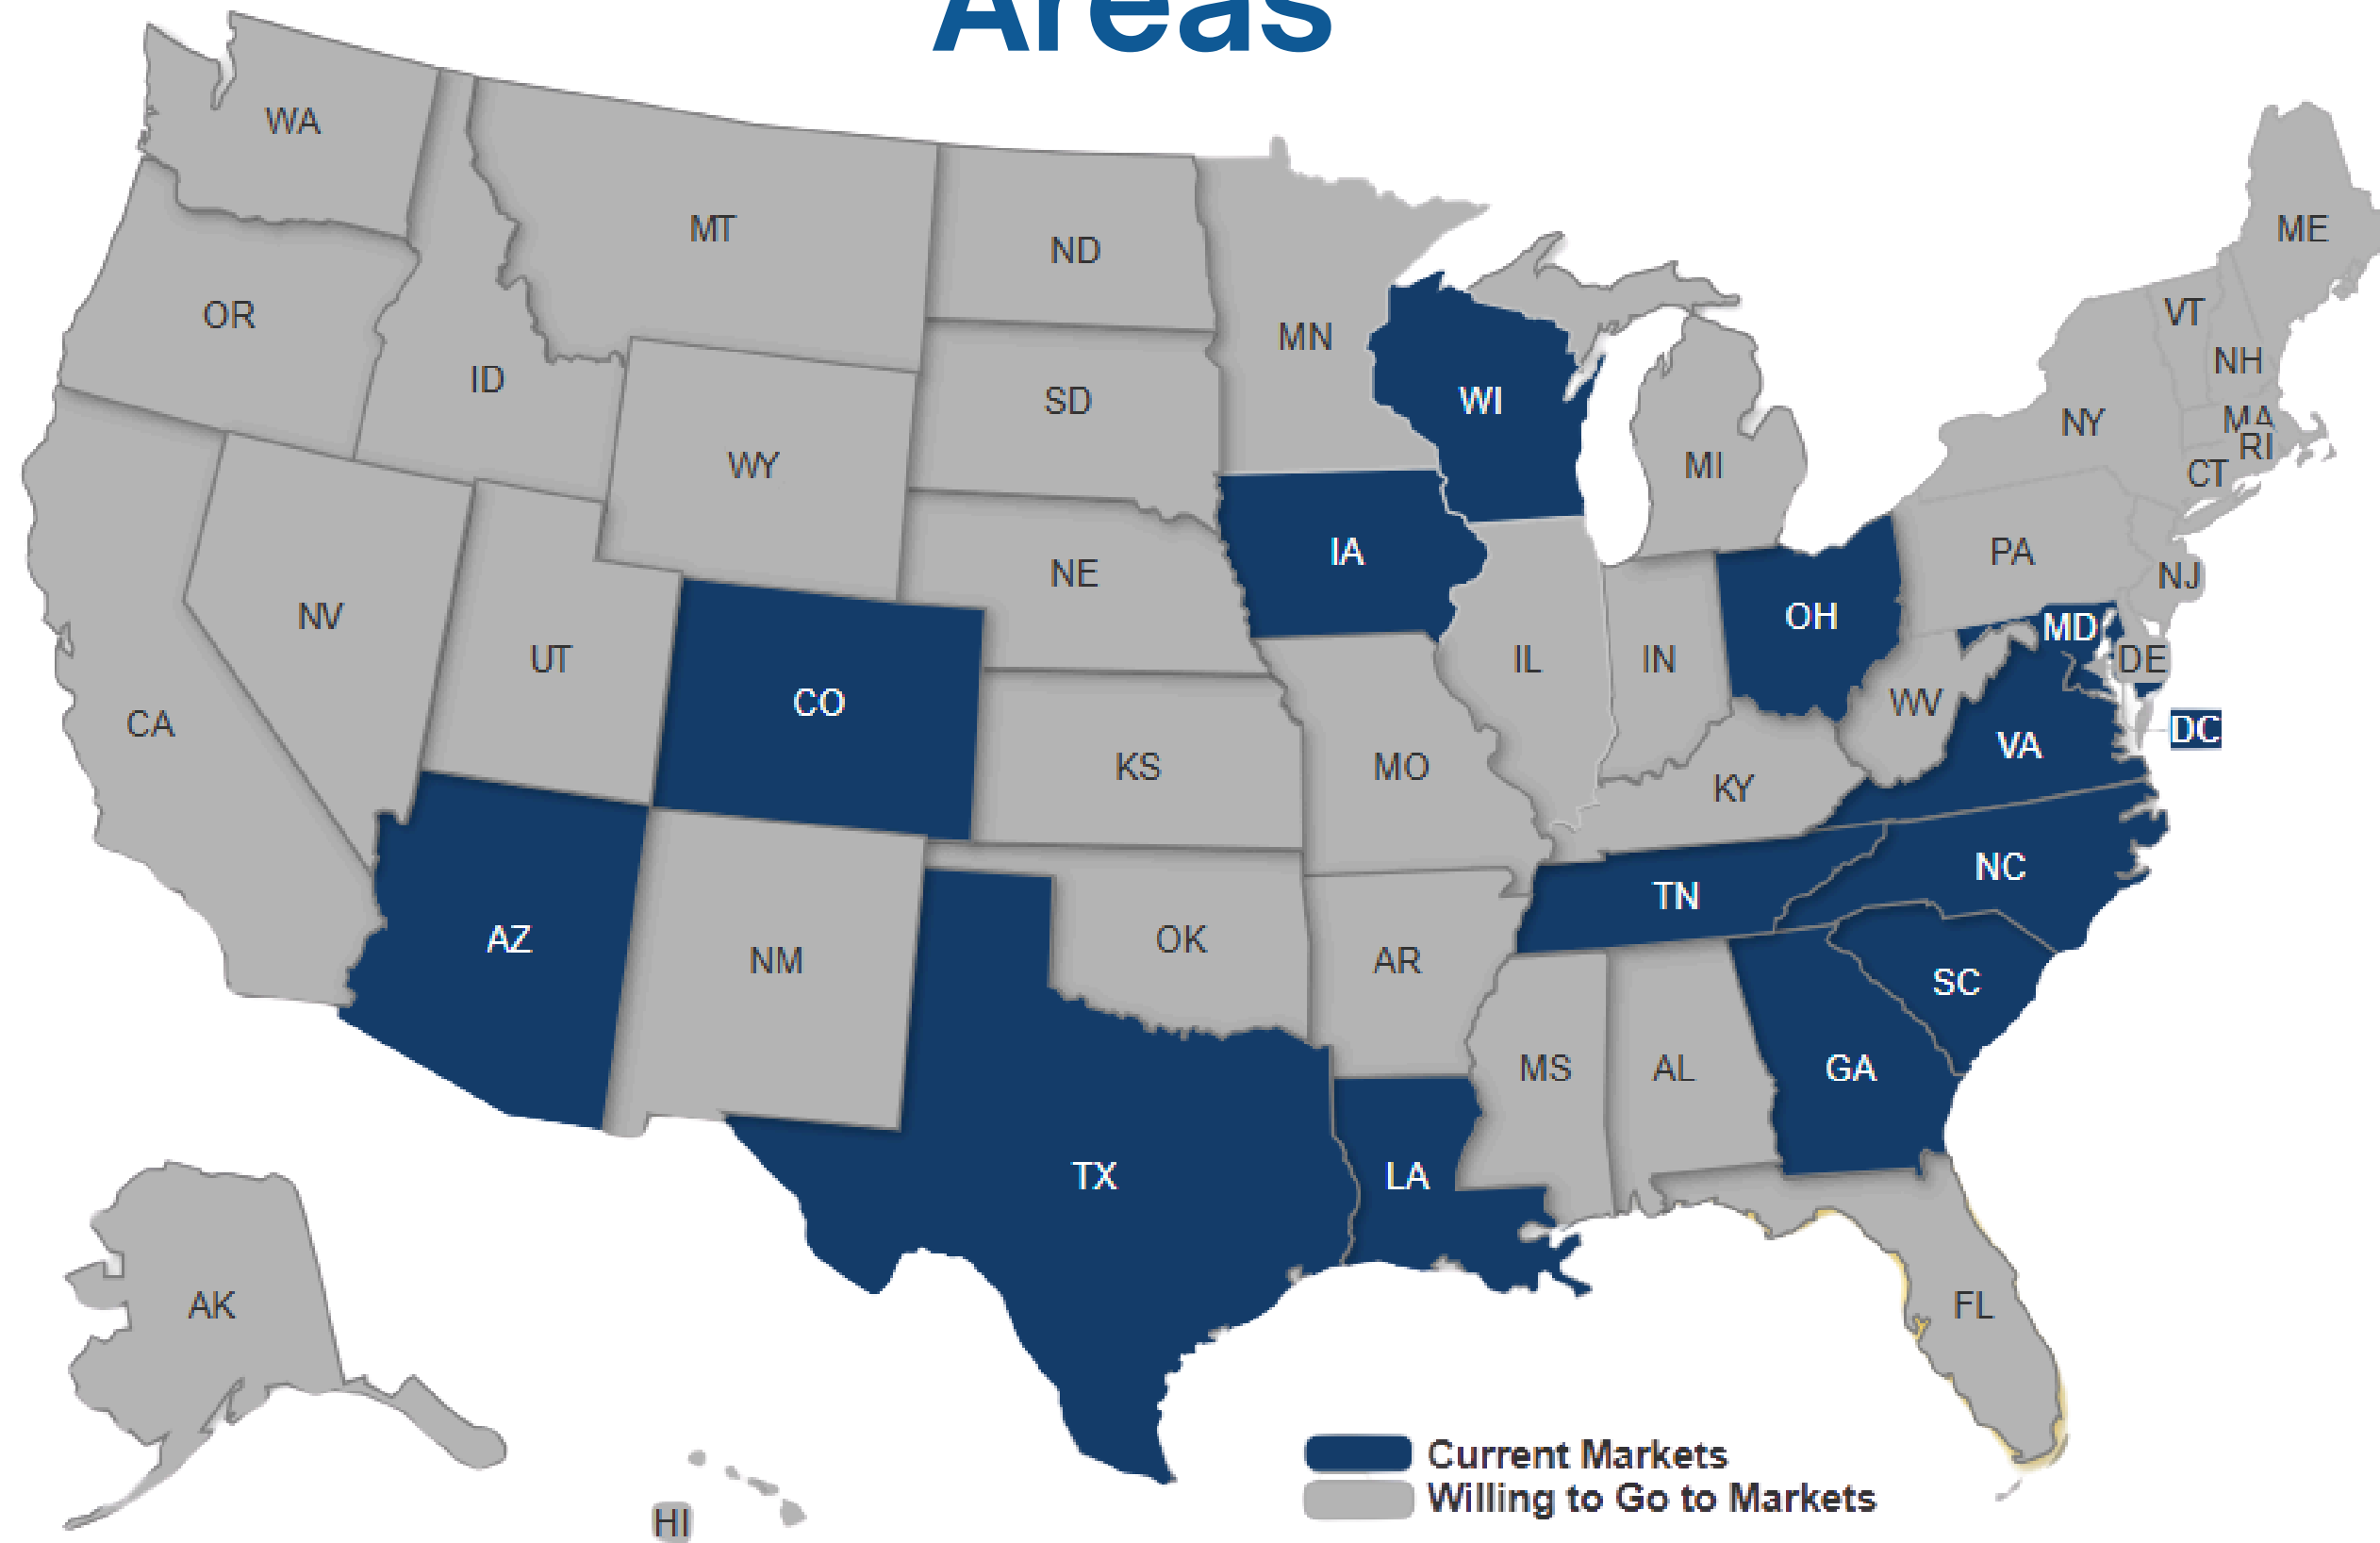 Areas
WA
MT
ND
MN
ME
OR
ID
SD
WI
VT
NH
WY
MI
NY
MA
RI
CT
NE
IA
PA
NJ
NV
UT
CO
IL
IN
OH
MD
DE
CA
KS
MO
KY
WV
VA
DC
AZ
NM
OK
AR
TN
NC
SC
TX
LA
MS
AL
GA
AK
FL
HI
Current Markets
Willing to Go to Markets